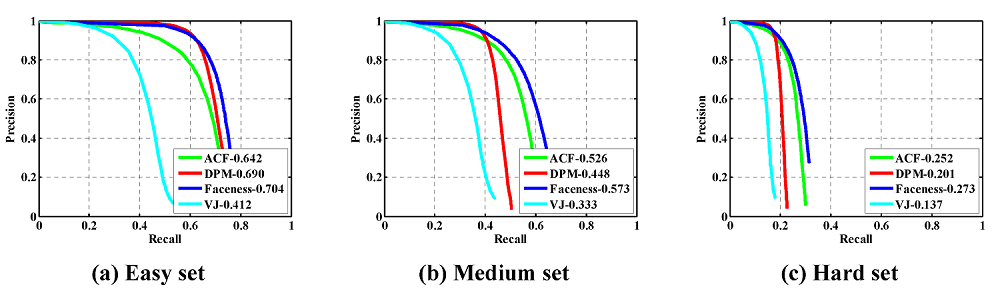 1
0.8
0.6
0.4
0.2
0
Precision
0 0.2 0.4 0.6 0.8 1
Recall
ACF-0.642
DPM-0.690
Faceness-0.704
VJ-0.412
(a) Easy set
1
0.8
0.6
0.4
0.2
0
Precision
0 0.2 0.4 0.6 0.8 1
Recall
ACF-0.526
DPM-0.448
Faceness-0.573
VJ-0.333
(b) Medium set
1
0.8
0.6
0.4
0.2
0
Precision
0 0.2 0.4 0.6 0.8 1
Recall
ACF-0.252
DPM-0.201
Faceness-0.273
VJ-0.137
(c) Hard set